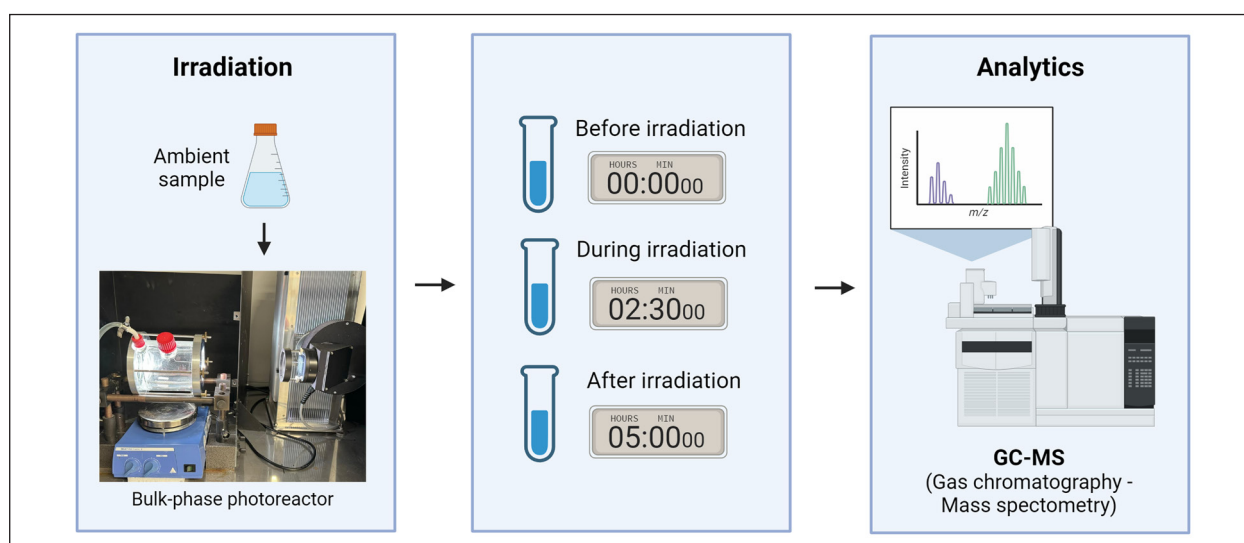 Irradiation
Ambient
sample
Bulk-phase photoreactor
Before irradiation
HOURS MIN
00:0000
During irradiation
HOURS MIN
02:3000
After irradiation
HOURS MIN
05:0000
Analytics
Intensity
m/z
GC-MS
(Gas chromatography -
Mass spectometry)